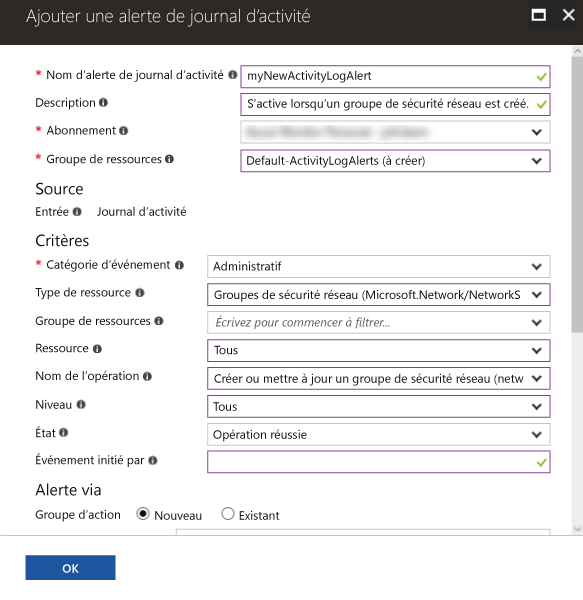 Ajouter une alerte de journal d'activité
* Nom d'alerte de journal d'activité myNewActivityLogAlert
Description S'active lorsqu'un groupe de sécurité réseau est créé.
* Abonnement
* Groupe de ressources Default-ActivityLogAlerts (à créer)
Source
Entrée Journal d'activité
Critères
* Catégorie d'événement Administratif
Type de ressource Groupes de sécurité réseau (Microsoft.Network/NetworkS
Groupe de ressources Écrivez pour commencer à filtrer...
Ressource Tous
Nom de l'opération Créer ou mettre à jour un groupe de sécurité réseau (netw
Niveau Tous
État Opération réussie
Événement initié par
Alerte via
Groupe d'action Nouveau Existant
OK